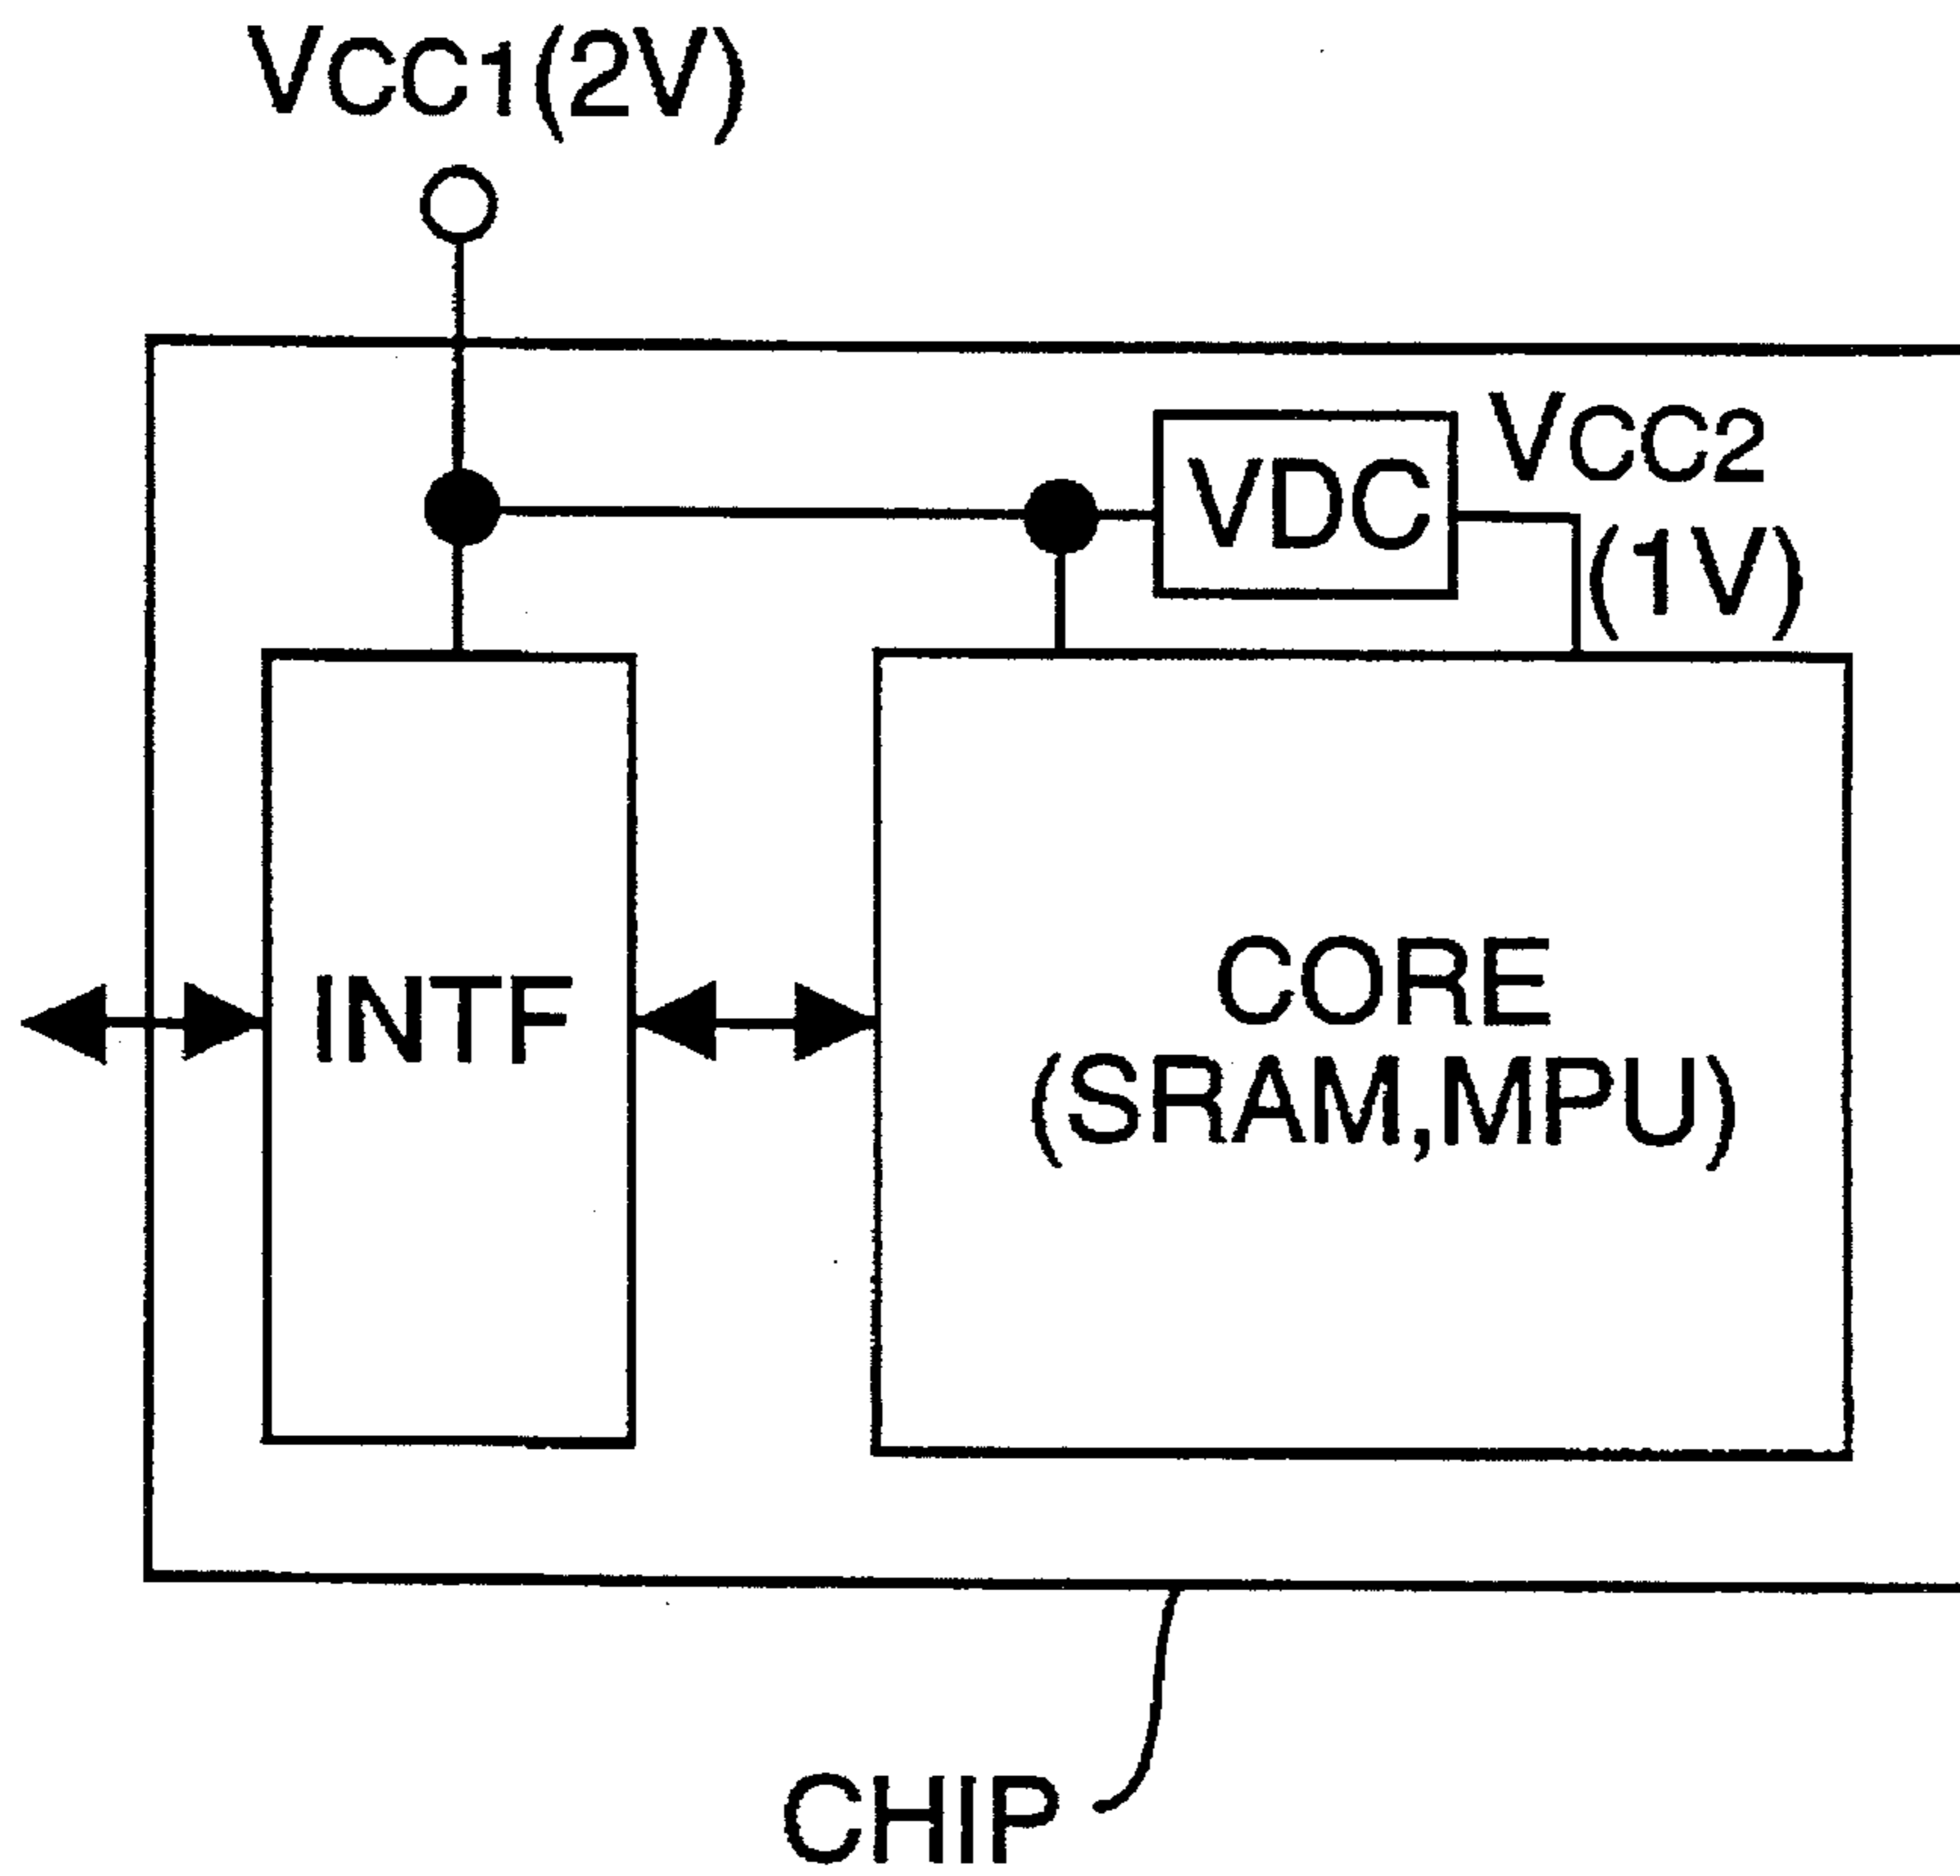 VCC1(2V)
VDC
VCC2
(1V)
INTF
CORE
(SRAM,MPU)
CHIP